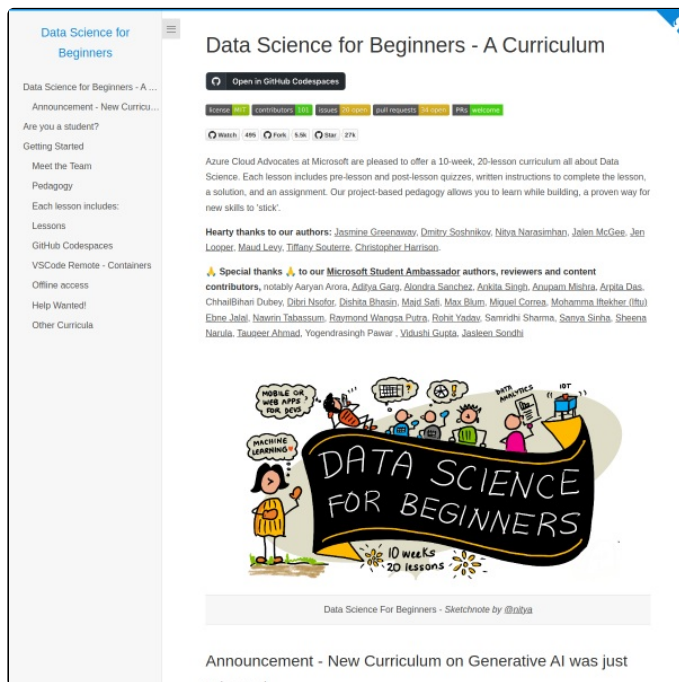 Data Science for
Beginners
Data Science for Beginners - A ...
Announcement - New Curricu...
Are you a student?
Getting Started
Meet the Team
Pedagogy
Each lesson includes:
Lessons
GitHub Codespaces
VSCode Remote - Containers
Offline access
Help Wanted!
Other Curricula
Data Science for Beginners - A Curriculum
Open in GitHub Codespaces
license MIT contributors 101 issues 20 open pull requests 14 open PRs welcome
Watch 495 Fork 5.5k Star 27k
Azure Cloud Advocates at Microsoft are pleased to offer a 10-week, 20-lesson curriculum all about Data
Science. Each lesson includes pre-lesson and post-lesson quizzes, written instructions to complete the lesson,
a solution, and an assignment. Our project-based pedagogy allows you to learn while building, a proven way for
new skills to 'stick'.
Hearty thanks to our authors: Jasmine Greenaway, Dmitry Soshnikov, Nitya Narasimhan, Jalen McGee, Jen
Looper, Maud Levy, Tiffany Souterre, Christopher Harrison.
🙏 Special thanks 🙏 to our Microsoft Student Ambassador authors, reviewers and content
contributors, notably Aaryan Arora, Aditya Garg, Alondra Sanchez, Ankita Singh, Anupam Mishra, Arpita Das,
ChhailBihari Dubey, Dibri Nsofor, Dishita Bhasin, Majd Safi, Max Blum, Miguel Correa, Mohamma Iftekher (Iftu)
Ebne Jalal, Nawrin Tabassum, Raymond Wangsa Putra, Rohit Yadav, Samridhi Sharma, Sanya Sinha, Sheena
Narula, Tauqeer Ahmad, Yogendrasingh Pawar , Vidushi Gupta, Jasleen Sondhi
MOBILE OR
WEB APPS
FOR DEVS
?
!
DATA
ANALYTICS
IOT
MACHINE
LEARNING
DATA SCIENCE
FOR BEGINNERS
10 weeks
20 lessons
Data Science For Beginners - Sketchnote by @nitya
Announcement - New Curriculum on Generative AI was just